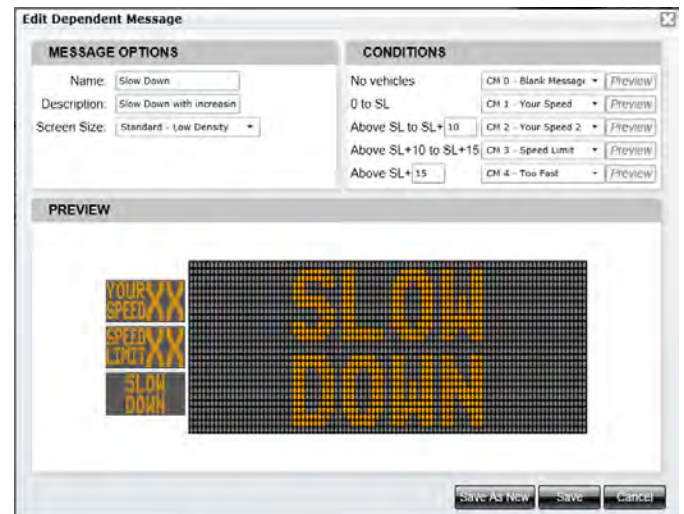 Edit Dependent Message
MESSAGE OPTIONS
Name: Slow Down
Description: Slow Down with increasin
Screen Size: Standard - Low Density
CONDITIONS
No vehicles CM 0 - Blank Message Preview
0 to SL CM 1 - Your Speed Preview
Above SL to SL+ 10 CM 2 - Your Speed 2 Preview
Above SL+10 to SL+15 CM 3 - Speed Limit Preview
Above SL+ 15 CM 4 - Too Fast Preview
PREVIEW
YOUR
SPEED XX
SPEED
LIMIT XX
SLOW
DOWN
SLOW
DOWN
Save As New Save Cancel